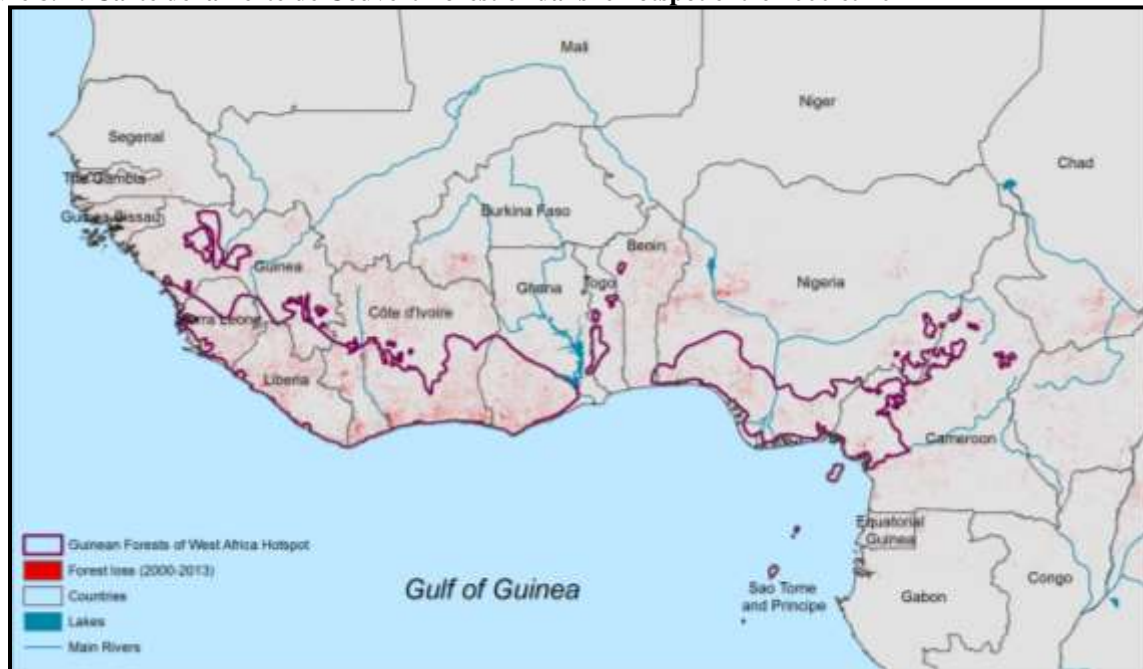 Mali
Niger
Segenal
Chad
The Gambia
Burkina Faso
Guinea-Bissau
Benin
Guinea
Nigeria
Togo
Ghana
Côte d'Ivoire
Sierra Leone
Liberia
Cameroon
Equatorial
Guinea
Guinean Forests of West Africa Hotspot
Forest loss (2000-2013)
Countries
Lakes
Main Rivers
Gulf of Guinea
Sao Tome
and Principe
Gabon
Congo